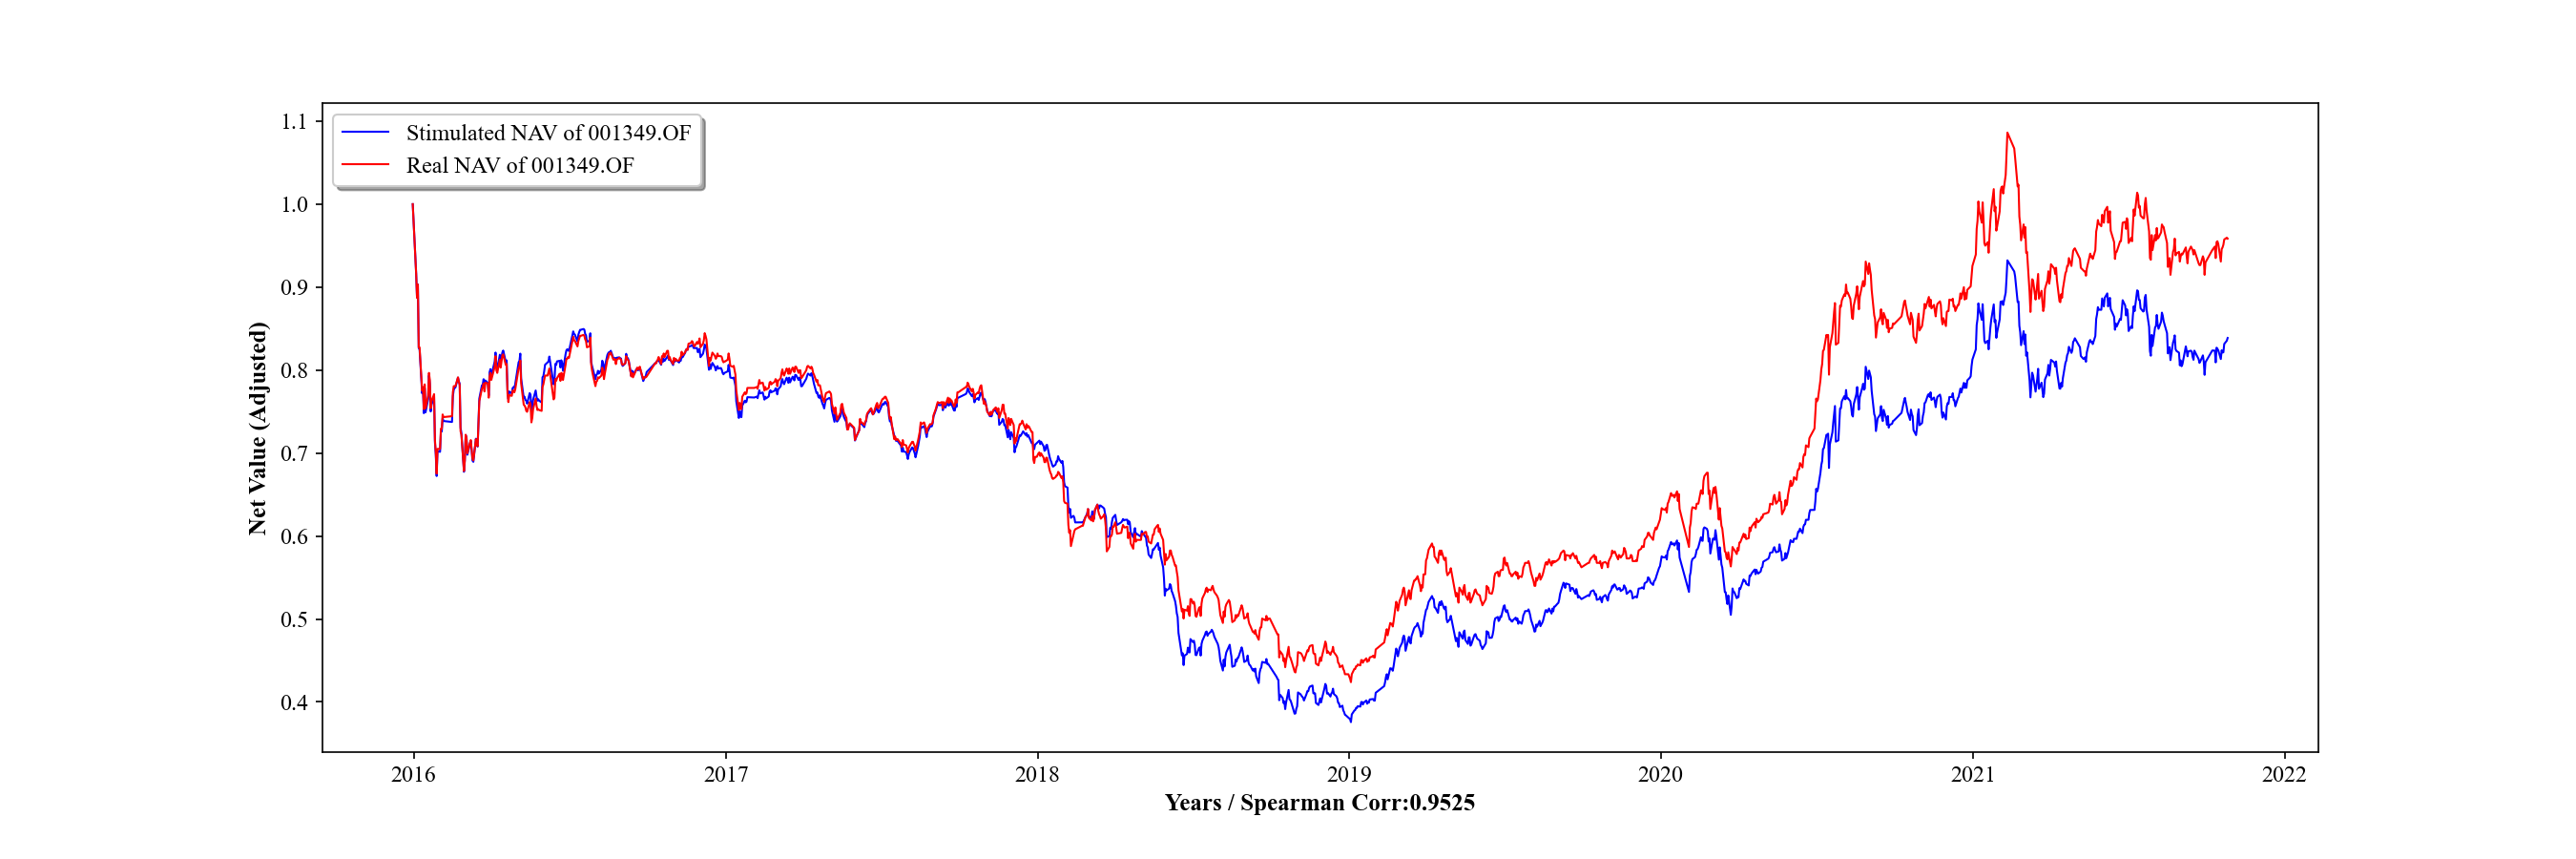 Stimulated NAV of 001349.OF
Real NAV of 001349.OF
1.1
1.0
0.9
0.8
0.7
0.6
0.5
0.4
Net Value (Adjusted)
2016 2017 2018 2019 2020 2021 2022
Years / Spearman Corr:0.9525